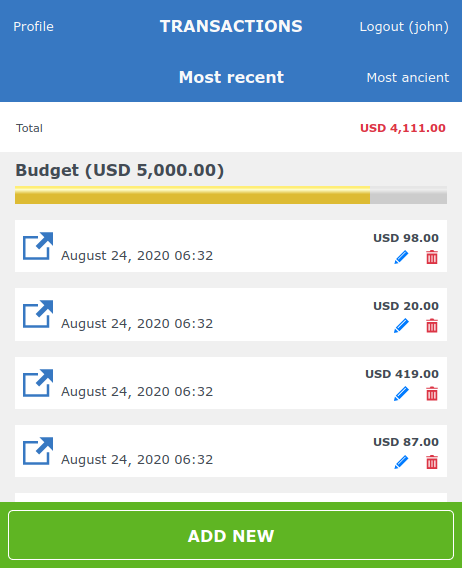 Profile TRANSACTIONS Logout (john)
Most recent Most ancient
Total USD 4,111.00
Budget (USD 5,000.00)
USD 98.00
August 24, 2020 06:32
USD 20.00
August 24, 2020 06:32
USD 419.00
August 24, 2020 06:32
USD 87.00
August 24, 2020 06:32
ADD NEW